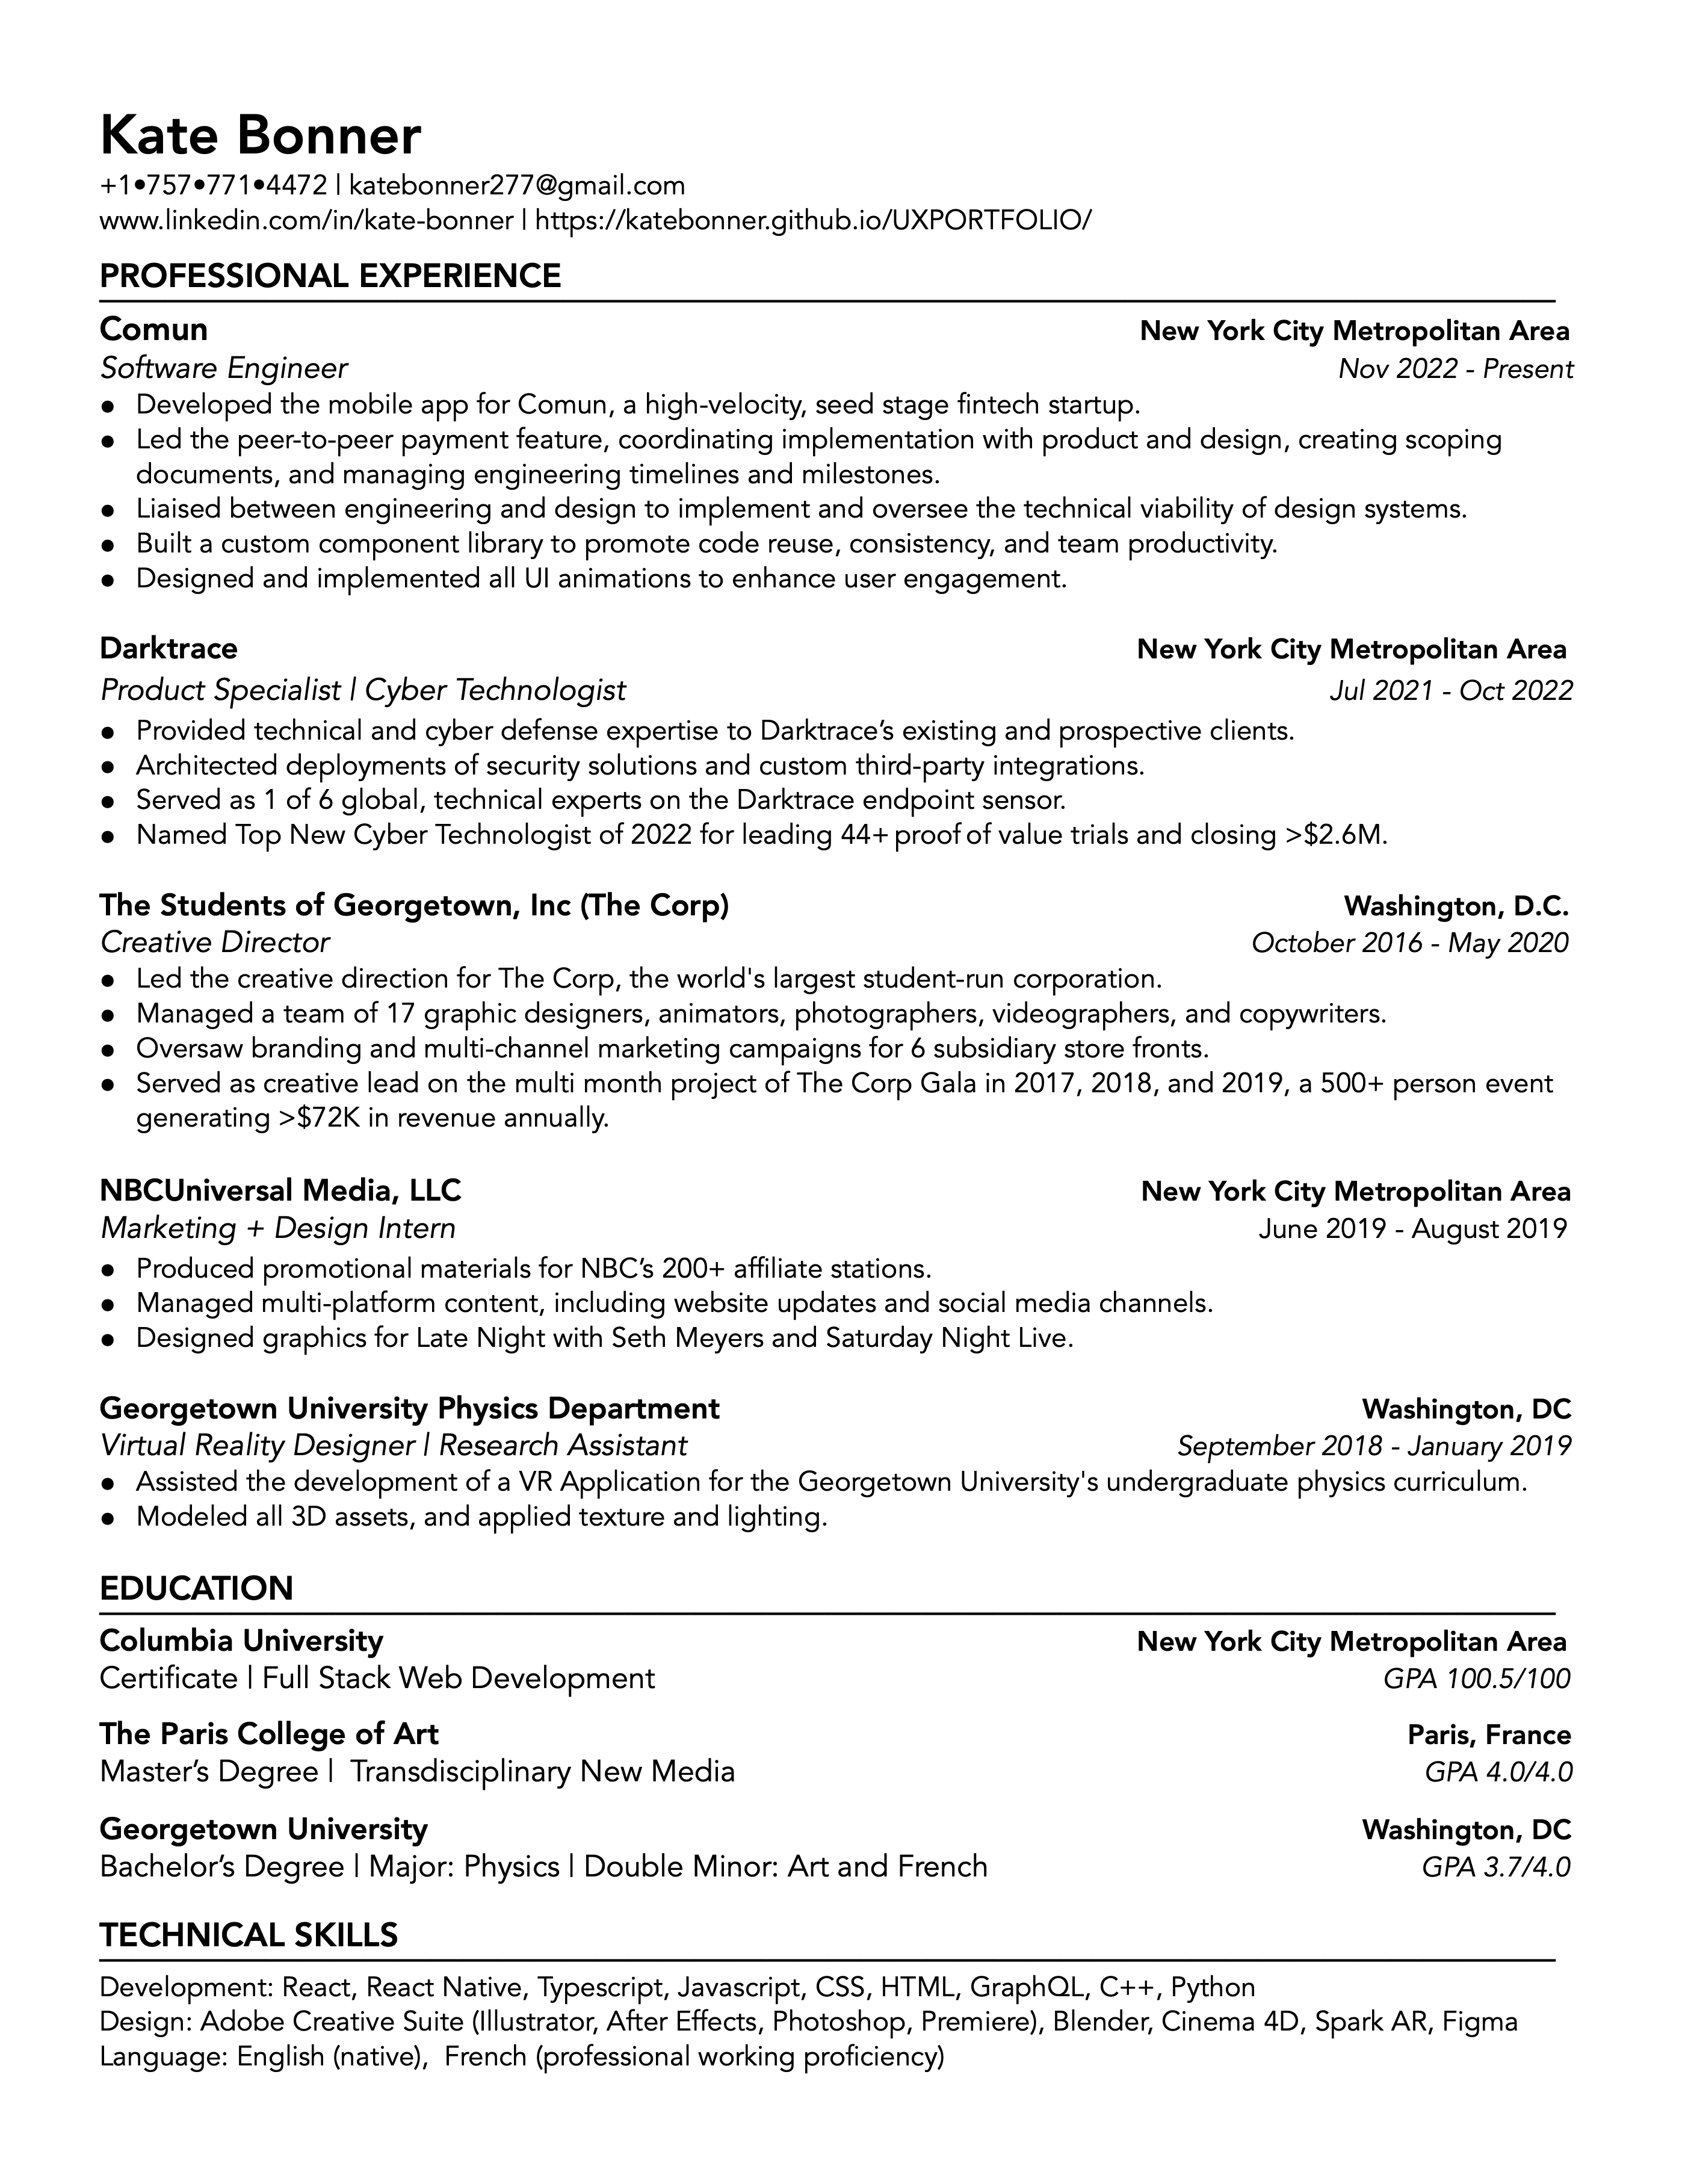 Kate Bonner
+1•757•771•4472 | katebonner277@gmail.com
www.linkedin.com/in/kate-bonner | https://katebonner.github.io/UXPORTFOLIO/
PROFESSIONAL EXPERIENCE
Comun New York City Metropolitan Area
Software Engineer Nov 2022 - Present
● Developed the mobile app for Comun, a high-velocity, seed stage fintech startup.
● Led the peer-to-peer payment feature, coordinating implementation with product and design, creating scoping
documents, and managing engineering timelines and milestones.
● Liaised between engineering and design to implement and oversee the technical viability of design systems.
● Built a custom component library to promote code reuse, consistency, and team productivity.
● Designed and implemented all UI animations to enhance user engagement.
Darktrace New York City Metropolitan Area
Product Specialist | Cyber Technologist Jul 2021 - Oct 2022
● Provided technical and cyber defense expertise to Darktrace’s existing and prospective clients.
● Architected deployments of security solutions and custom third-party integrations.
● Served as 1 of 6 global, technical experts on the Darktrace endpoint sensor.
● Named Top New Cyber Technologist of 2022 for leading 44+ proof of value trials and closing >$2.6M.
The Students of Georgetown, Inc (The Corp) Washington, D.C.
Creative Director October 2016 - May 2020
● Led the creative direction for The Corp, the world's largest student-run corporation.
● Managed a team of 17 graphic designers, animators, photographers, videographers, and copywriters.
● Oversaw branding and multi-channel marketing campaigns for 6 subsidiary store fronts.
● Served as creative lead on the multi month project of The Corp Gala in 2017, 2018, and 2019, a 500+ person event
generating >$72K in revenue annually.
NBCUniversal Media, LLC New York City Metropolitan Area
Marketing + Design Intern June 2019 - August 2019
● Produced promotional materials for NBC’s 200+ affiliate stations.
● Managed multi-platform content, including website updates and social media channels.
● Designed graphics for Late Night with Seth Meyers and Saturday Night Live.
Georgetown University Physics Department Washington, DC
Virtual Reality Designer | Research Assistant September 2018 - January 2019
● Assisted the development of a VR Application for the Georgetown University's undergraduate physics curriculum.
● Modeled all 3D assets, and applied texture and lighting.
EDUCATION
Columbia University New York City Metropolitan Area
Certificate | Full Stack Web Development GPA 100.5/100
The Paris College of Art Paris, France
Master’s Degree | Transdisciplinary New Media GPA 4.0/4.0
Georgetown University Washington, DC
Bachelor’s Degree | Major: Physics | Double Minor: Art and French GPA 3.7/4.0
TECHNICAL SKILLS
Development: React, React Native, Typescript, Javascript, CSS, HTML, GraphQL, C++, Python
Design: Adobe Creative Suite (Illustrator, After Effects, Photoshop, Premiere), Blender, Cinema 4D, Spark AR, Figma
Language: English (native), French (professional working proficiency)